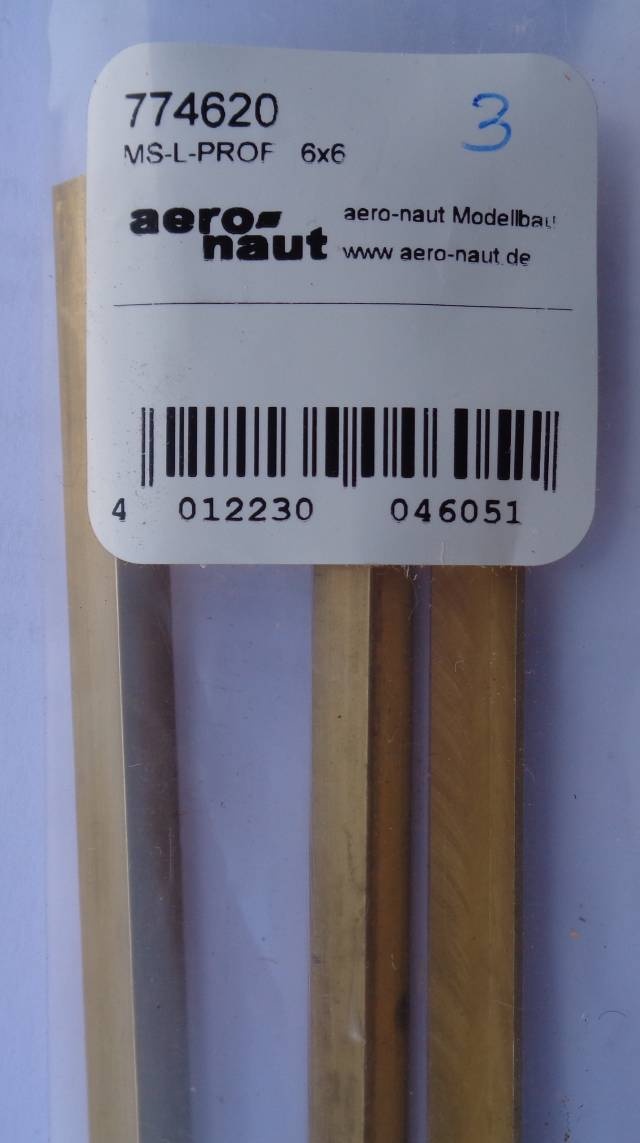 774620
3
MS-L-PROF 6x6
aero-naut
aero-naut Modellbau
www.aero-naut.de
4 012230 046051